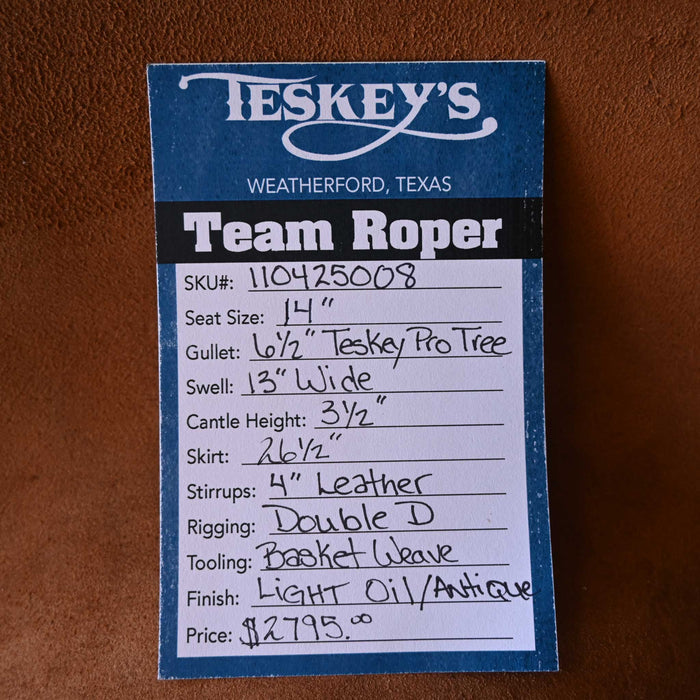 TESKEY'S
WEATHERFORD, TEXAS
Team Roper
SKU#: 110425008
Seat Size: 14"
Gullet: 6½" Teskey Pro Tree
Swell: 13" Wide
Cantle Height: 3½"
Skirt: 26½"
Stirrups: 4" Leather
Rigging: Double D
Tooling: Basket Weave
Finish: LIGHT Oil/Antique
Price: $2795.00